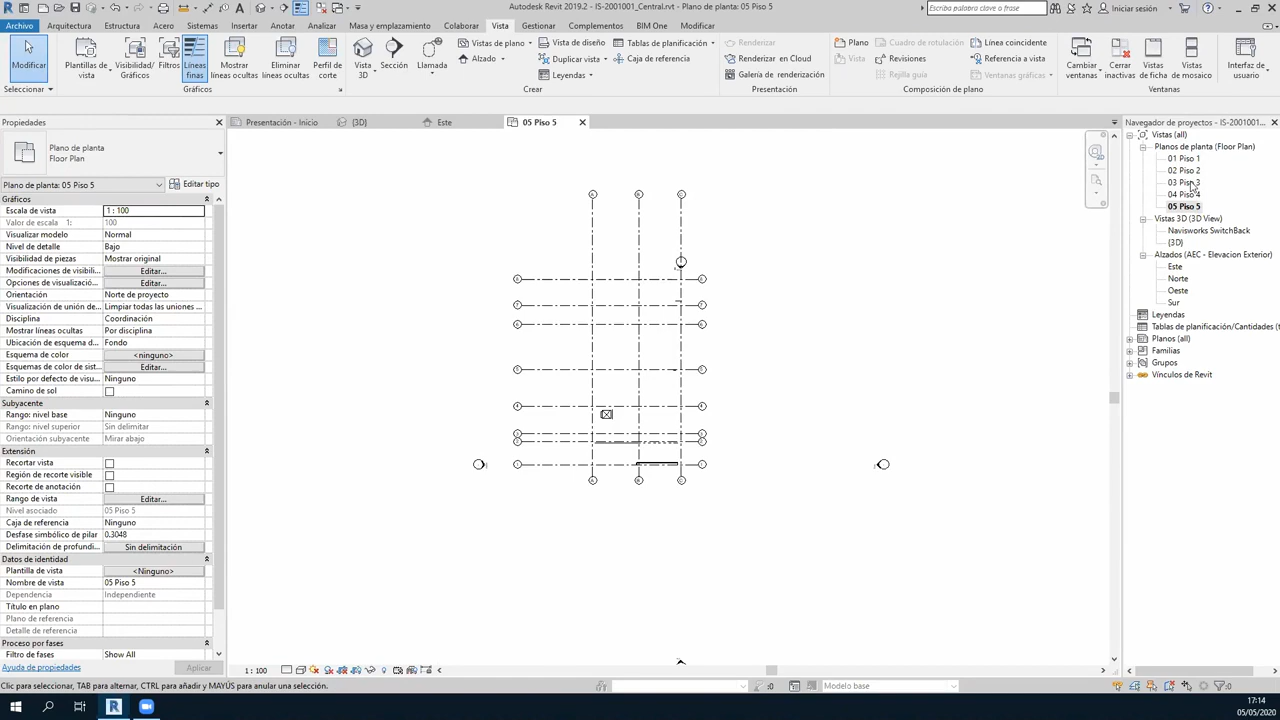 Autodesk Revit 2019.2 - IS-2001001_Central.rvt - Plano de planta: 05 Piso 5
Escriba palabra clave o frase
Iniciar sesión
Archivo Arquitectura Estructura Acero Sistemas Insertar Anotar Analizar Masa y emplazamiento Colaborar Vista Gestionar Complementos BIM One Modificar
Modificar
Plantillas de vista
Visibilidad/ Gráficos
Filtros
Líneas finas
Mostrar líneas ocultas
Eliminar líneas ocultas
Perfil de corte
Vista 3D
Sección
Llamada
Vistas de plano
Alzado
Vista de diseño
Duplicar vista
Leyendas
Tablas de planificación
Caja de referencia
Renderizar
Renderizar en Cloud
Galería de renderización
Plano
Vista
Cuadro de rotulación
Revisiones
Rejilla guía
Línea coincidente
Referencia a vista
Ventanas gráficas
Cambiar ventanas
Cerrar inactivas
Vistas de ficha
Vistas de mosaico
Interfaz de usuario
Seleccionar
Gráficos
Crear
Presentación
Composición de plano
Ventanas
Propiedades
Presentación - Inicio
{3D}
Este
05 Piso 5
Navegador de proyectos - IS-2001001...
Plano de planta
Floor Plan
Plano de planta: 05 Piso 5
Editar tipo
Gráficos
Escala de vista 1 : 100
Valor de escala 1: 100
Visualizar modelo Normal
Nivel de detalle Bajo
Visibilidad de piezas Mostrar original
Modificaciones de visibili... Editar...
Opciones de visualizació... Editar...
Orientación Norte de proyecto
Visualización de unión de... Limpiar todas las uniones ...
Disciplina Coordinación
Mostrar líneas ocultas Por disciplina
Ubicación de esquema d... Fondo
Esquema de color <ninguno>
Esquemas de color de sist... Editar...
Estilo por defecto de visu... Ninguno
Camino de sol
Subyacente
Rango: nivel base Ninguno
Rango: nivel superior Sin delimitar
Orientación subyacente Mirar abajo
Extensión
Recortar vista
Región de recorte visible
Recorte de anotación
Rango de vista Editar...
Nivel asociado 05 Piso 5
Caja de referencia Ninguno
Desfase simbólico de pilar 0.3048
Delimitación de profundi... Sin delimitación
Datos de identidad
Plantilla de vista <Ninguno>
Nombre de vista 05 Piso 5
Dependencia Independiente
Título en plano
Plano de referencia
Detalle de referencia
Proceso por fases
Filtro de fases Show All
Ayuda de propiedades
Aplicar
Vistas (all)
Planos de planta (Floor Plan)
01 Piso 1
02 Piso 2
03 Piso 3
04 Piso 4
05 Piso 5
Vistas 3D (3D View)
Navisworks SwitchBack
{3D}
Alzados (AEC - Elevacion Exterior)
Este
Norte
Oeste
Sur
Leyendas
Tablas de planificación/Cantidades (t
Planos (all)
Familias
Grupos
Vínculos de Revit
1 : 100
Clic para seleccionar, TAB para alternar, CTRL para añadir y MAYÚS para anular una selección.
:0
Modelo base
:0
17:14
05/05/2020